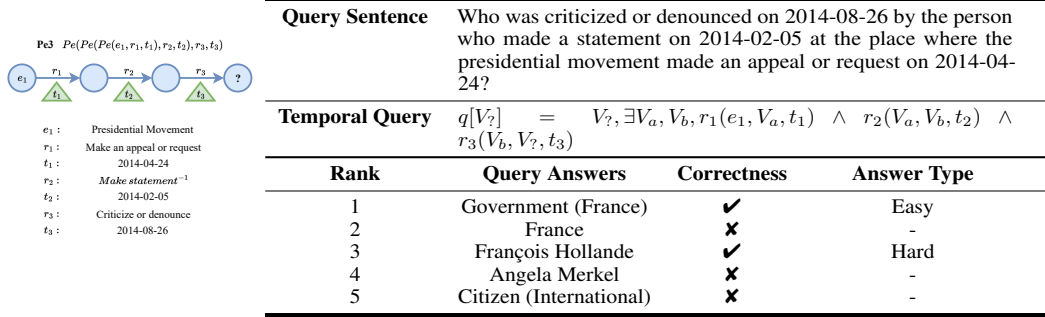 Pe3 Pe(Pe(Pe(e₁, r₁, t₁), r₂, t₂), r₃, t₃)
e₁ r₁ r₂ r₃ ?
t₁ t₂ t₃
e₁ : Presidential Movement
r₁ : Make an appeal or request
t₁ : 2014-04-24
r₂ : Make statement⁻¹
t₂ : 2014-02-05
r₃ : Criticize or denounce
t₃ : 2014-08-26
Query Sentence Who was criticized or denounced on 2014-08-26 by the person
who made a statement on 2014-02-05 at the place where the
presidential movement made an appeal or request on 2014-04-
24?
Temporal Query q[V?] = V?, ∃Vₐ, V_b, r₁(e₁, Vₐ, t₁) ∧ r₂(Vₐ, V_b, t₂) ∧
r₃(V_b, V?, t₃)
Rank Query Answers Correctness Answer Type
1 Government (France) ✔ Easy
2 France ✘ -
3 François Hollande ✔ Hard
4 Angela Merkel ✘ -
5 Citizen (International) ✘ -